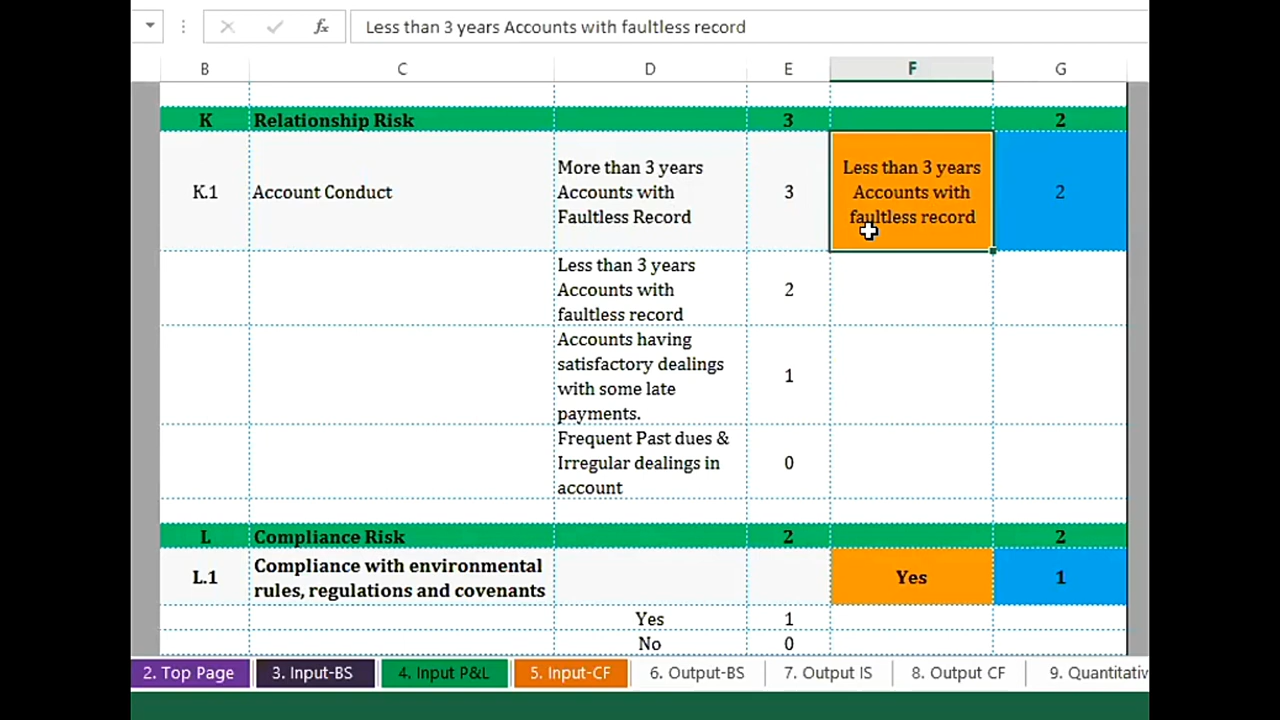 fx Less than 3 years Accounts with faultless record
B C D E F G
K Relationship Risk 3 2
K.1 Account Conduct More than 3 years Accounts with Faultless Record 3 Less than 3 years Accounts with faultless record 2
Less than 3 years Accounts with faultless record 2
Accounts having satisfactory dealings with some late payments. 1
Frequent Past dues & Irregular dealings in account 0
L Compliance Risk 2 2
L.1 Compliance with environmental rules, regulations and covenants Yes 1
Yes 1
No 0
2. Top Page 3. Input-BS 4. Input P&L 5. Input-CF 6. Output-BS 7. Output IS 8. Output CF 9. Quantitativ